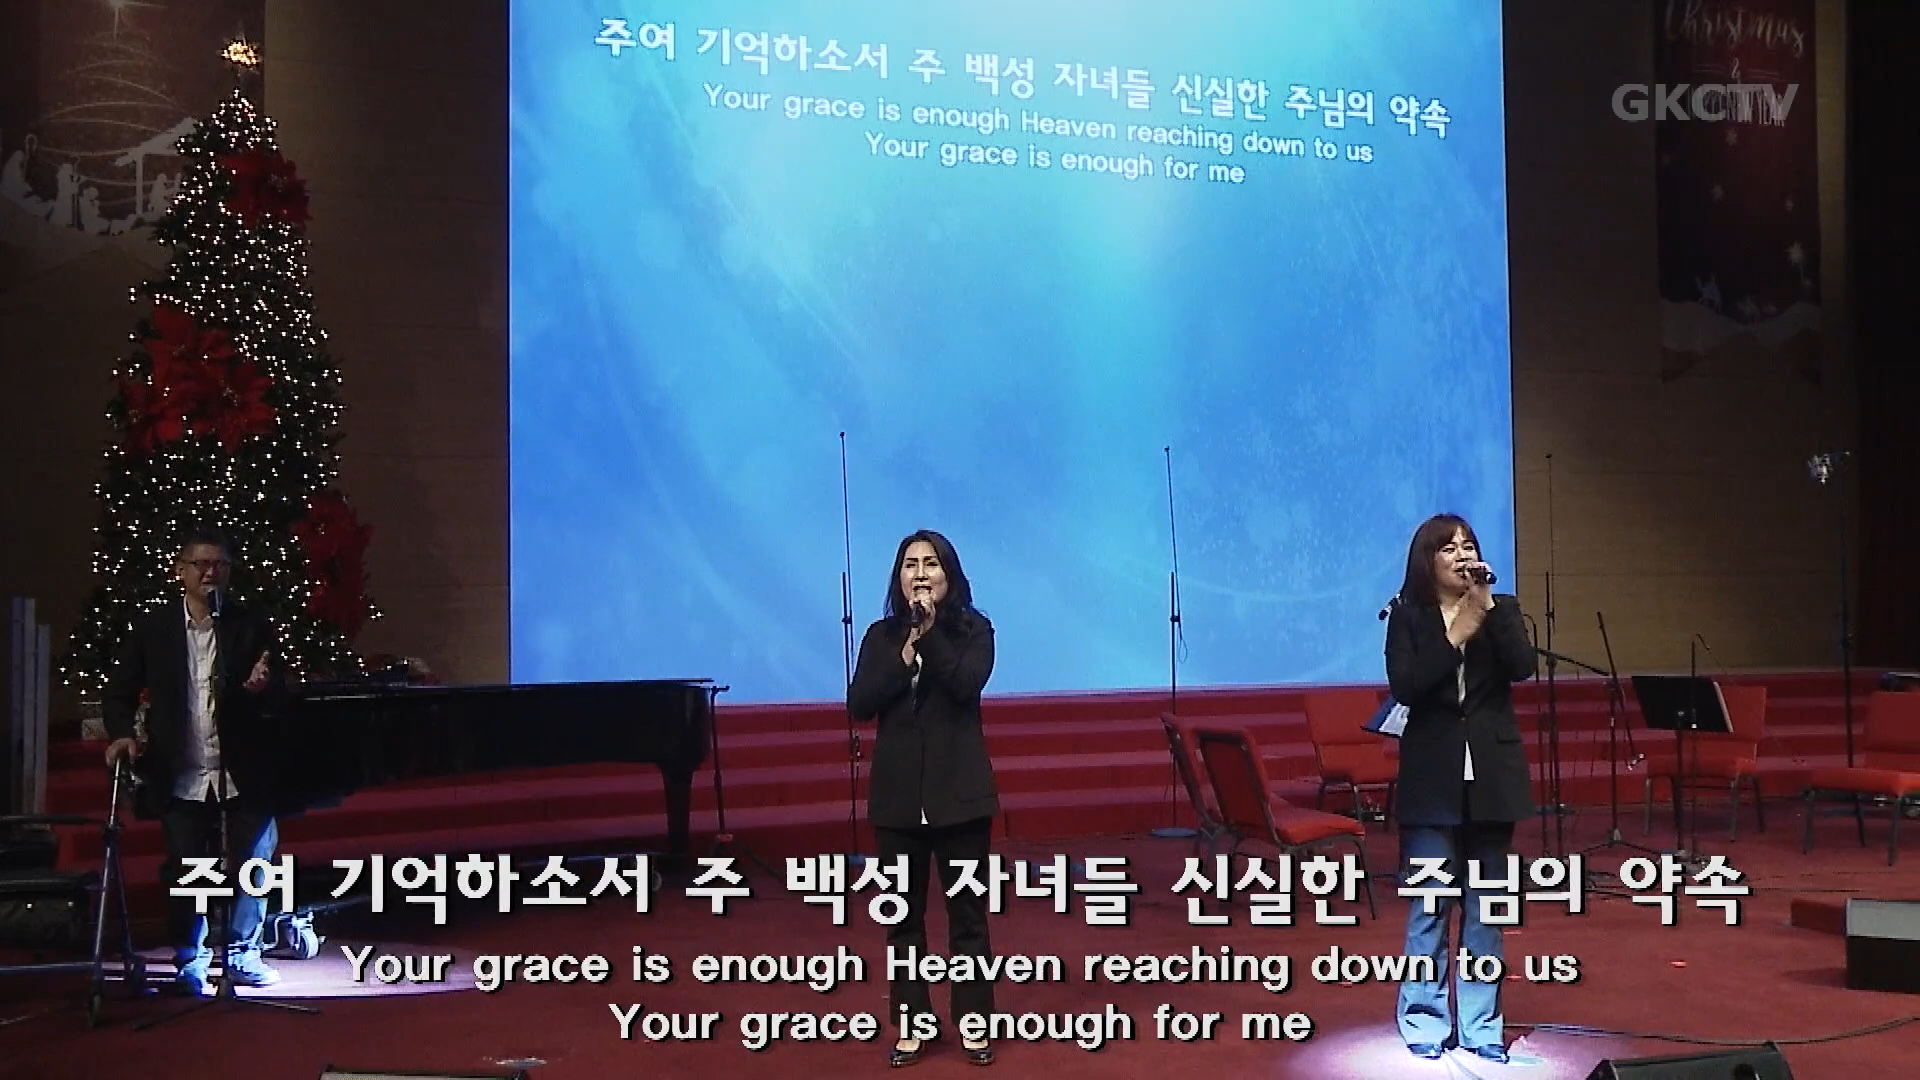 주여 기억하소서 주 백성 자녀들 신실한 주님의 약속
Your grace is enough Heaven reaching down to us
Your grace is enough for me
Christmas
&
NEW YEAR
GKCTV
주여 기억하소서 주 백성 자녀들 신실한 주님의 약속
Your grace is enough Heaven reaching down to us
Your grace is enough for me